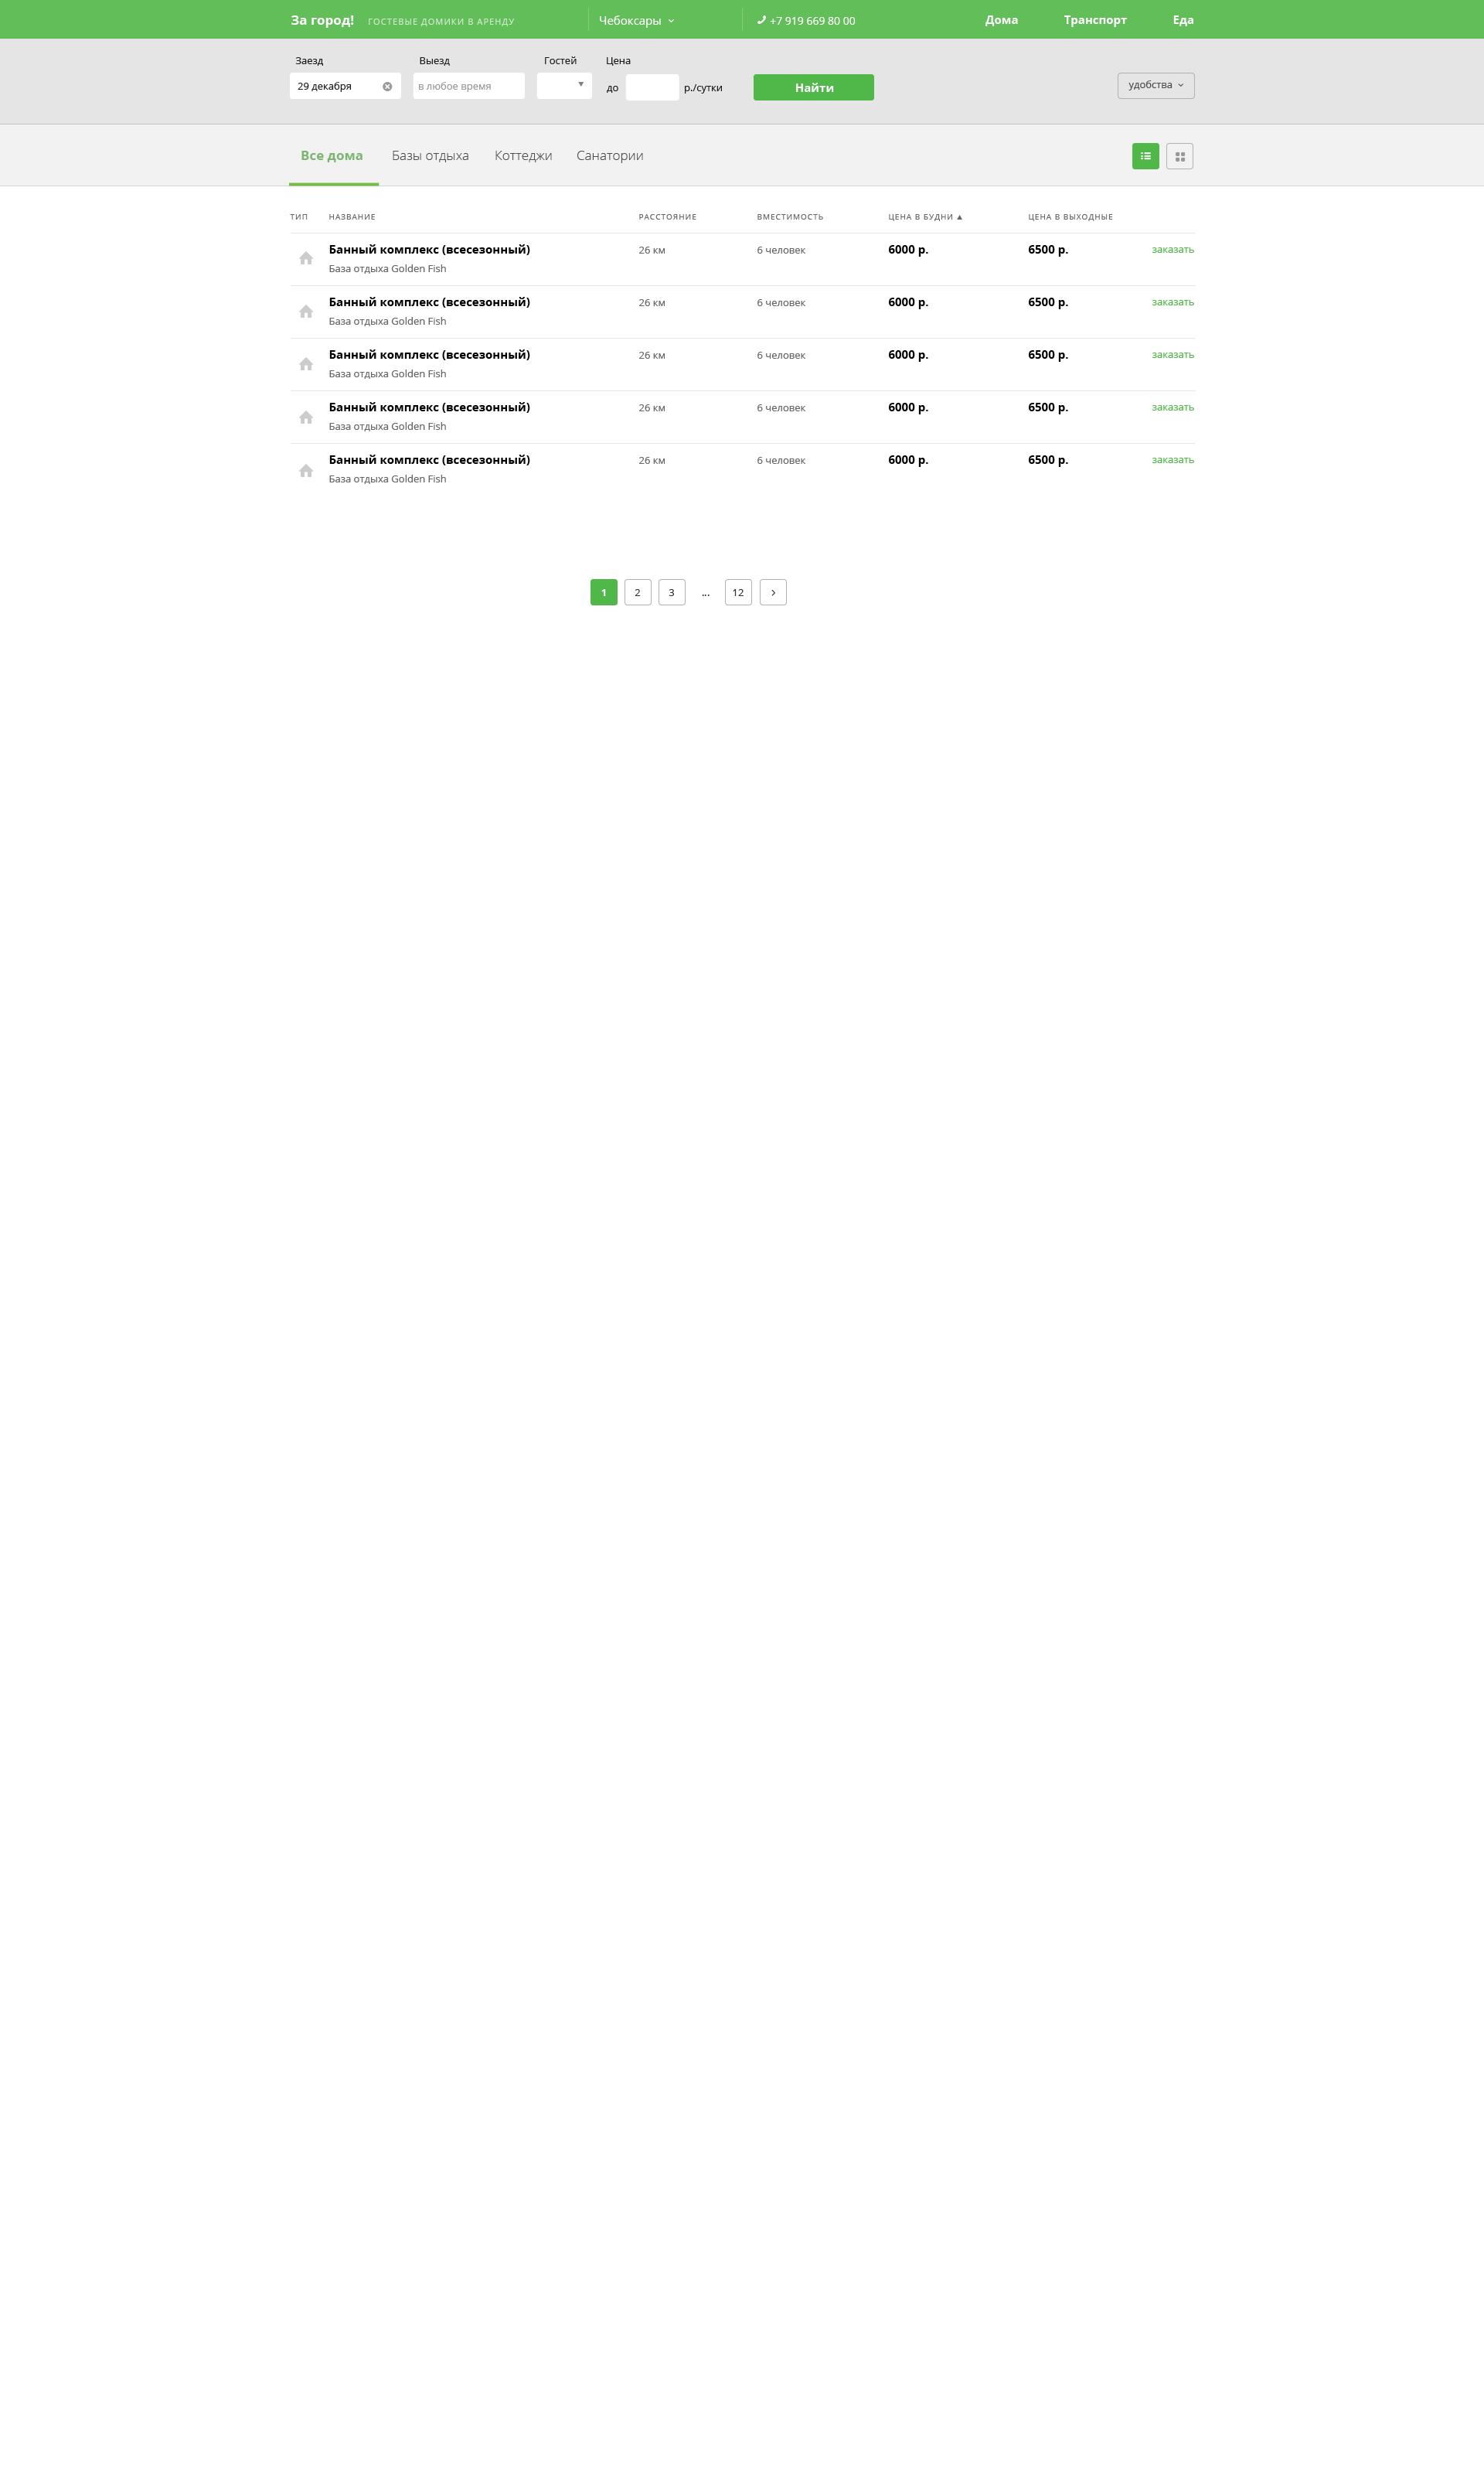 За город! ГОСТЕВЫЕ ДОМИКИ В АРЕНДУ Чебоксары +7 919 669 80 00 Дома Транспорт Еда
Заезд Выезд Гостей Цена
29 декабря в любое время до р./сутки Найти удобства
Все дома Базы отдыха Коттеджи Санатории
ТИП НАЗВАНИЕ РАССТОЯНИЕ ВМЕСТИМОСТЬ ЦЕНА В БУДНИ ▲ ЦЕНА В ВЫХОДНЫЕ
Банный комплекс (всесезонный) 26 км 6 человек 6000 р. 6500 р. заказать
База отдыха Golden Fish
Банный комплекс (всесезонный) 26 км 6 человек 6000 р. 6500 р. заказать
База отдыха Golden Fish
Банный комплекс (всесезонный) 26 км 6 человек 6000 р. 6500 р. заказать
База отдыха Golden Fish
Банный комплекс (всесезонный) 26 км 6 человек 6000 р. 6500 р. заказать
База отдыха Golden Fish
Банный комплекс (всесезонный) 26 км 6 человек 6000 р. 6500 р. заказать
База отдыха Golden Fish
1 2 3 ... 12 ›